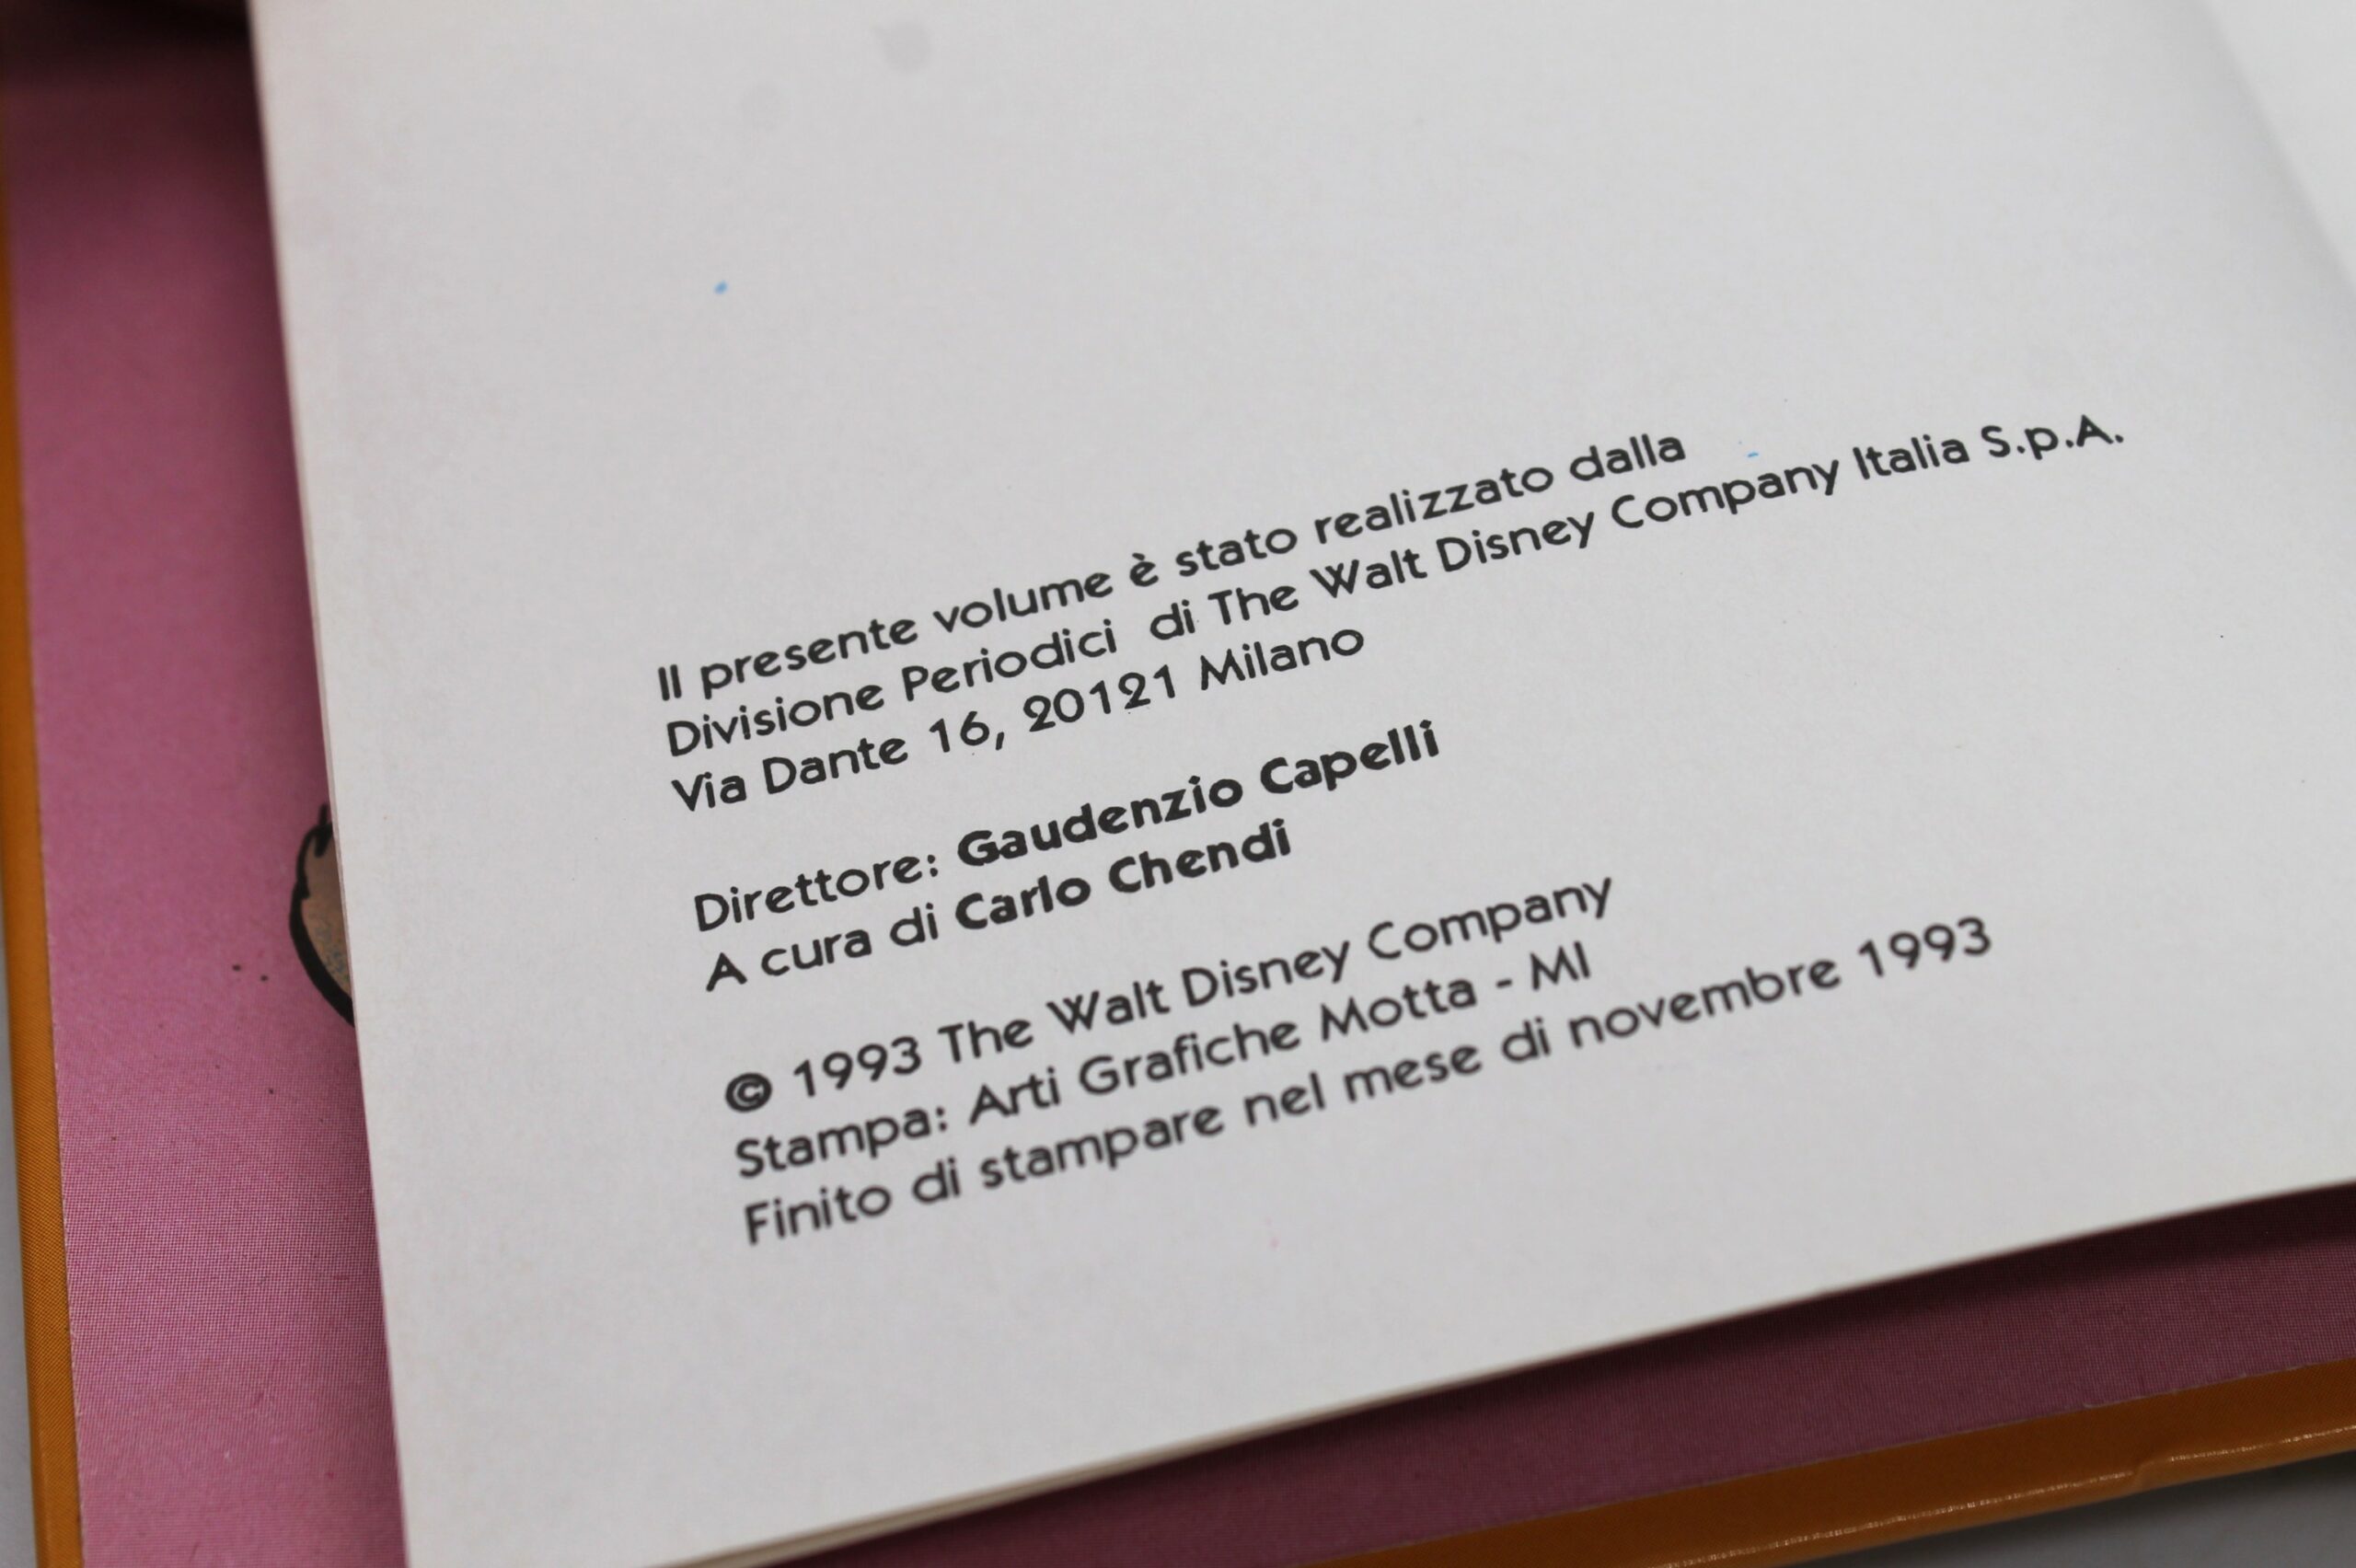 Il presente volume è stato realizzato dalla
Divisione Periodici di The Walt Disney Company Italia S.p.A.
Via Dante 16, 20121 Milano
Direttore: Gaudenzio Capelli
A cura di Carlo Chendi
© 1993 The Walt Disney Company
Stampa: Arti Grafiche Motta - MI
Finito di stampare nel mese di novembre 1993